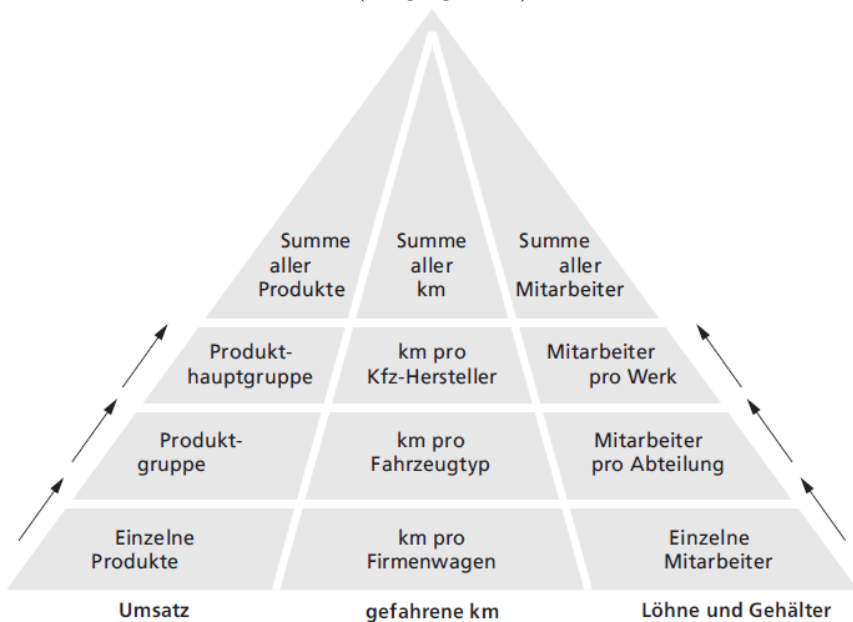 Summe
aller
Produkte
Summe
aller
km
Summe
aller
Mitarbeiter
Produkt-
hauptgruppe
km pro
Kfz-Hersteller
Mitarbeiter
pro Werk
Produkt-
gruppe
km pro
Fahrzeugtyp
Mitarbeiter
pro Abteilung
Einzelne
Produkte
km pro
Firmenwagen
Einzelne
Mitarbeiter
Umsatz
gefahrene km
Löhne und Gehälter